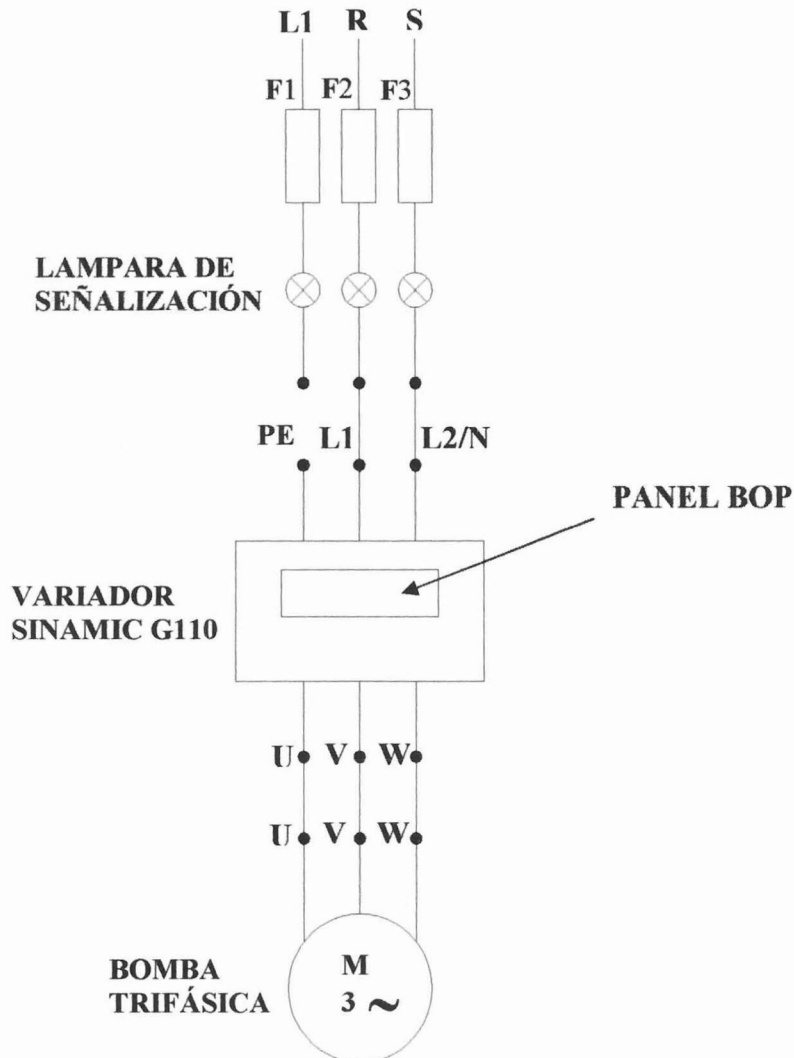 L1 R S
F1 F2 F3
LAMPARA DE
SEÑALIZACIÓN
PE L1 L2/N
PANEL BOP
VARIADOR
SINAMIC G110
U V W
U V W
BOMBA
TRIFÁSICA
M
3 ~